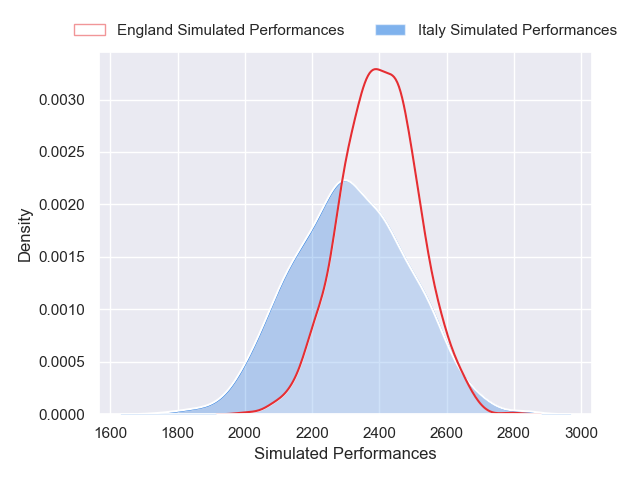 England Simulated Performances
Italy Simulated Performances
0.0030
0.0025
0.0020
0.0015
0.0010
0.0005
0.0000
Density
1600 1800 2000 2200 2400 2600 2800 3000
Simulated Performances